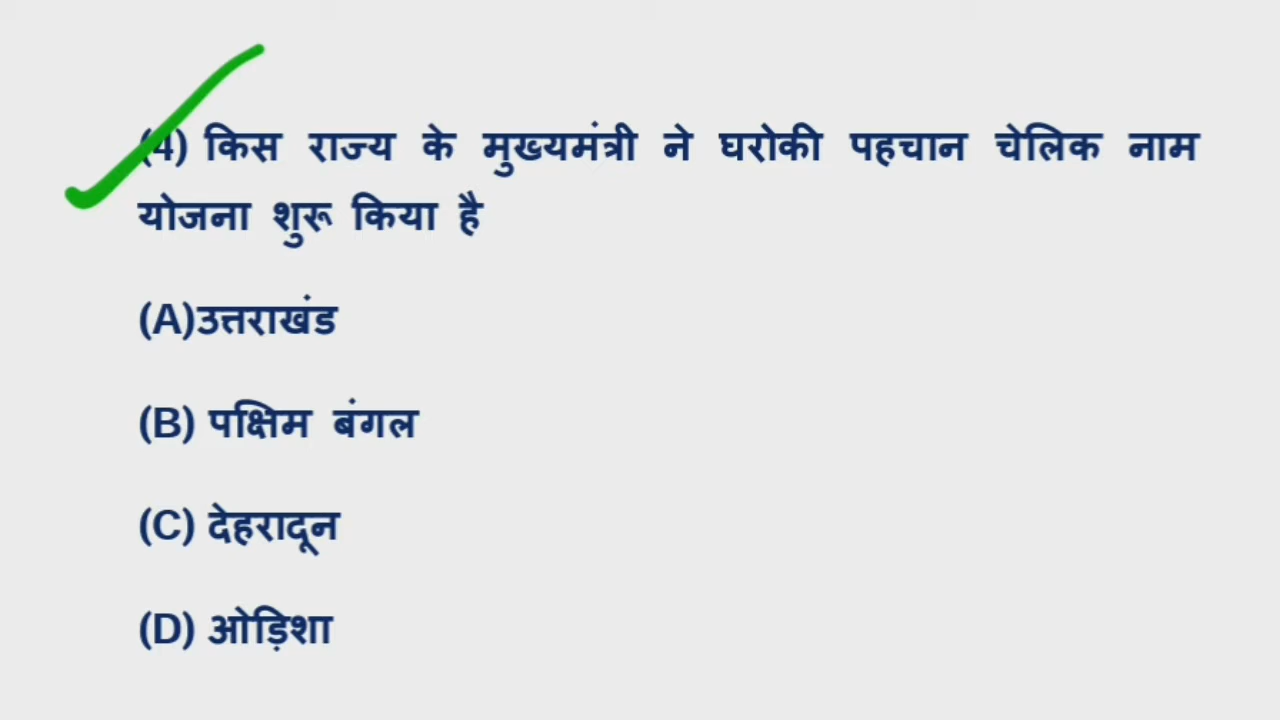 (4) किस राज्य के मुख्यमंत्री ने घरोकी पहचान चेलिक नाम
योजना शुरू किया है
(A)उत्तराखंड
(B) पक्षिम बंगल
(C) देहरादून
(D) ओड़िशा